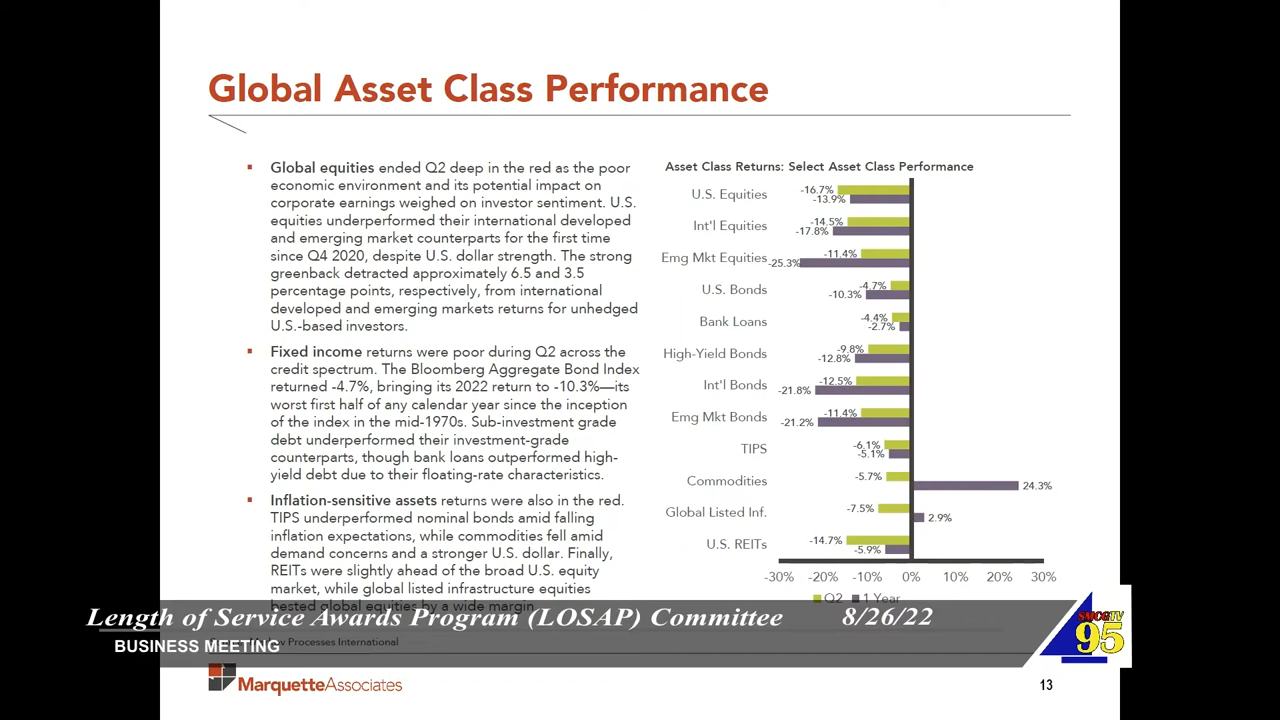 Global Asset Class Performance
▪ Global equities ended Q2 deep in the red as the poor
economic environment and its potential impact on
corporate earnings weighed on investor sentiment. U.S.
equities underperformed their international developed
and emerging market counterparts for the first time
since Q4 2020, despite U.S. dollar strength. The strong
greenback detracted approximately 6.5 and 3.5
percentage points, respectively, from international
developed and emerging markets returns for unhedged
U.S.-based investors.
▪ Fixed income returns were poor during Q2 across the
credit spectrum. The Bloomberg Aggregate Bond Index
returned -4.7%, bringing its 2022 return to -10.3%—its
worst first half of any calendar year since the inception
of the index in the mid-1970s. Sub-investment grade
debt underperformed their investment-grade
counterparts, though bank loans outperformed high-
yield debt due to their floating-rate characteristics.
▪ Inflation-sensitive assets returns were also in the red.
TIPS underperformed nominal bonds amid falling
inflation expectations, while commodities fell amid
demand concerns and a stronger U.S. dollar. Finally,
REITs were slightly ahead of the broad U.S. equity
market, while global listed infrastructure equities
bested global equities by a wide margin.
Asset Class Returns: Select Asset Class Performance
U.S. Equities -16.7% -13.9%
Int'l Equities -14.5% -17.8%
Emg Mkt Equities -11.4% -25.3%
U.S. Bonds -4.7% -10.3%
Bank Loans -4.4% -2.7%
High-Yield Bonds -9.8% -12.8%
Int'l Bonds -12.5% -21.8%
Emg Mkt Bonds -11.4% -21.2%
TIPS -6.1% -5.1%
Commodities -5.7% 24.3%
Global Listed Inf. -7.5% 2.9%
U.S. REITs -14.7% -5.9%
-30% -20% -10% 0% 10% 20% 30%
Q2 1 Year
Length of Service Awards Program (LOSAP) Committee 8/26/22
Processes International
BUSINESS MEETING
SMCGTV
95
MarquetteAssociates
13